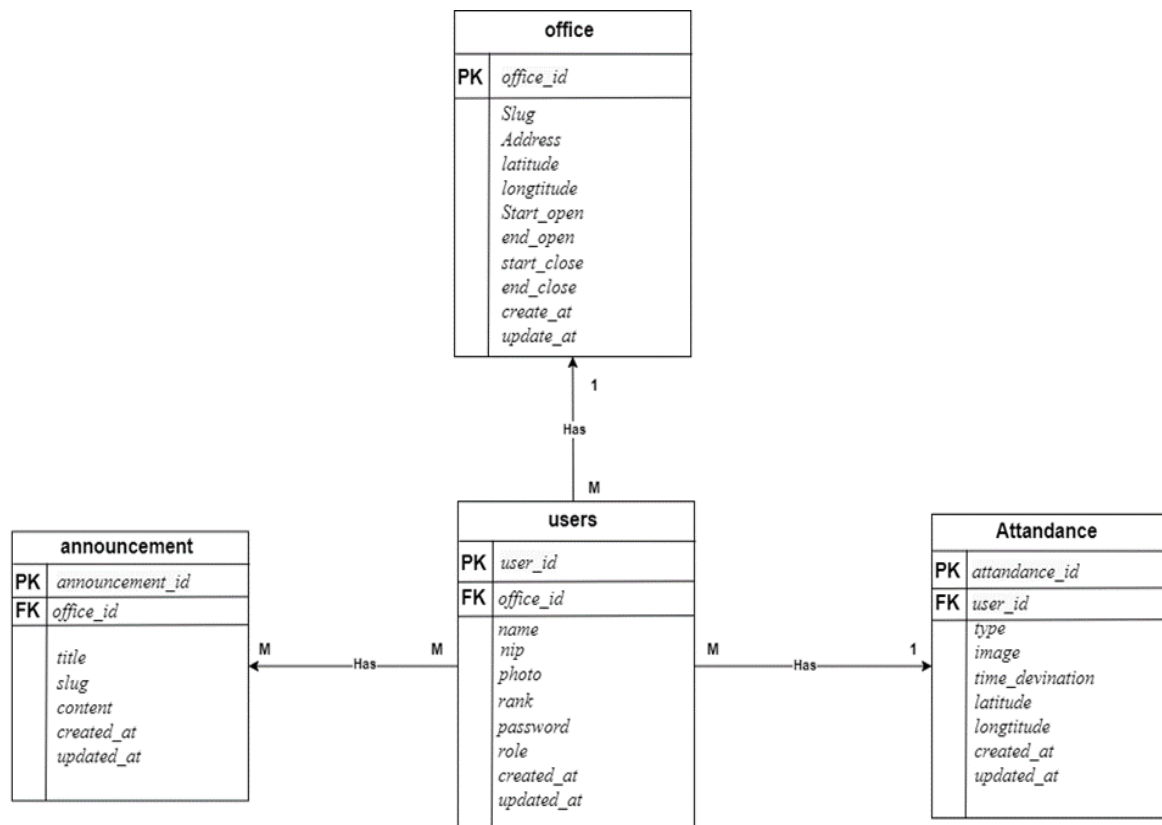 office
PK office_id
Slug
Address
latitude
longtitude
Start_open
end_open
start_close
end_close
create_at
update_at
1
Has
M
announcement
PK announcement_id
FK office_id
title
slug
content
created_at
updated_at
M Has M
users
PK user_id
FK office_id
name
nip
photo
rank
password
role
created_at
updated_at
M Has 1
Attandance
PK attandance_id
FK user_id
type
image
time_devination
latitude
longtitude
created_at
updated_at